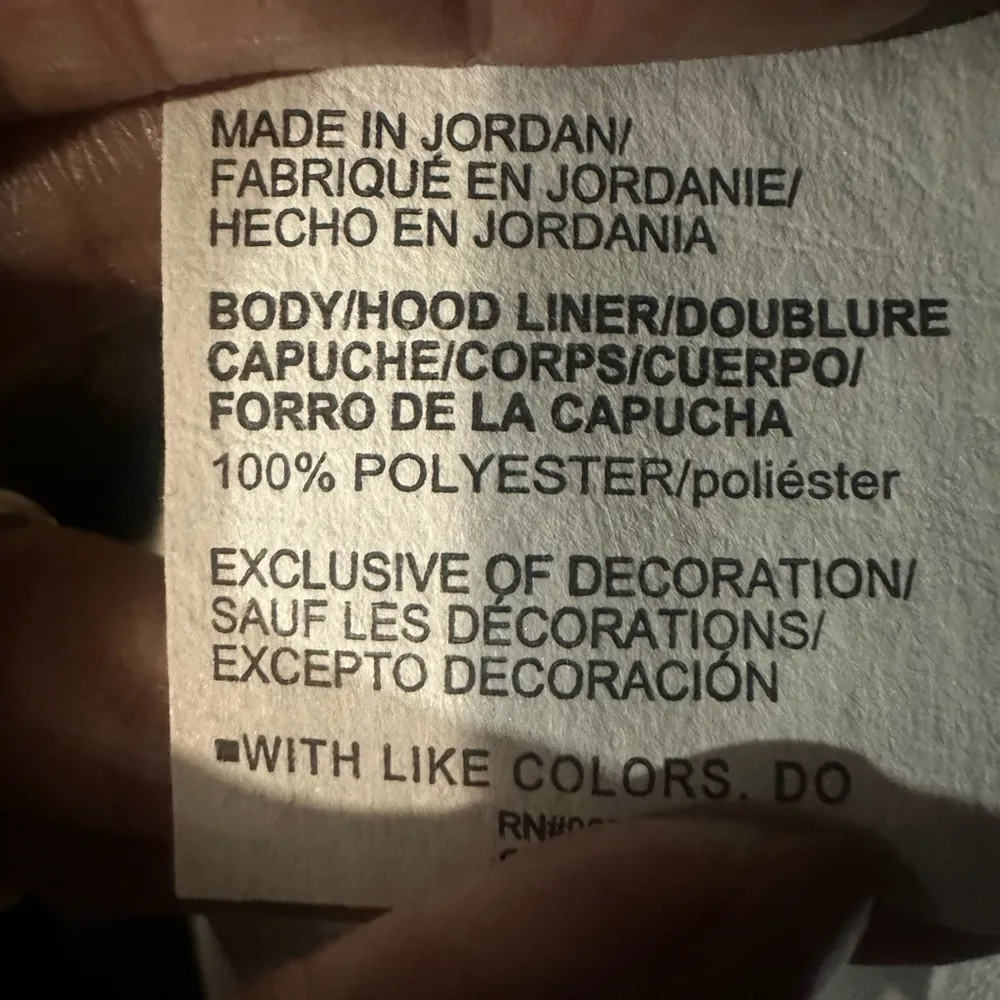 MADE IN JORDAN/
FABRIQUÉ EN JORDANIE/
HECHO EN JORDANIA
BODY/HOOD LINER/DOUBLURE
CAPUCHE/CORPS/CUERPO/
FORRO DE LA CAPUCHA
100% POLYESTER/poliéster
EXCLUSIVE OF DECORATION/
SAUF LES DÉCORATIONS/
EXCEPTO DECORACIÓN
■WITH LIKE COLORS. DO
RN#